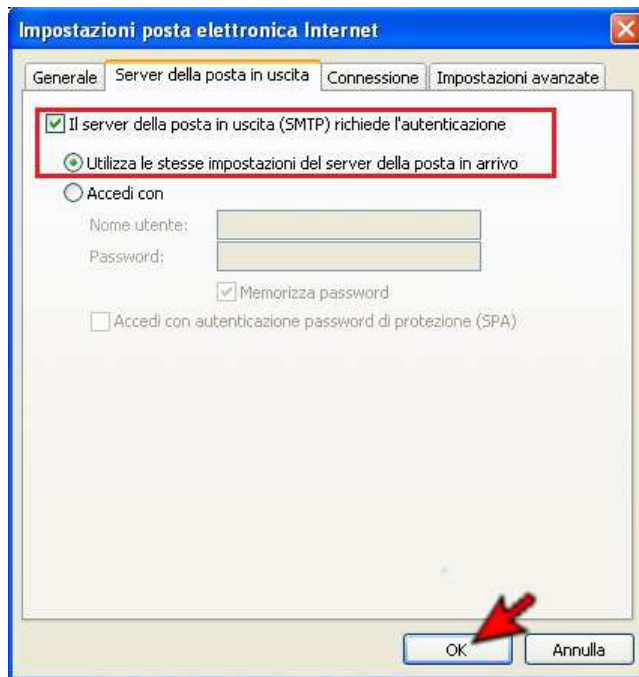 Impostazioni posta elettronica Internet
Generale Server della posta in uscita Connessione Impostazioni avanzate
Il server della posta in uscita (SMTP) richiede l'autenticazione
Utilizza le stesse impostazioni del server della posta in arrivo
Accedi con
Nome utente:
Password:
Memorizza password
Accedi con autenticazione password di protezione (SPA)
OK Annulla